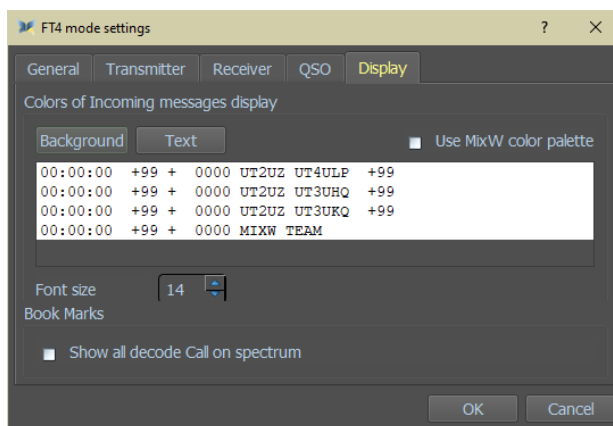 FT4 mode settings ? ×
General Transmitter Receiver QSO Display
Colors of Incoming messages display
Background Text Use MixW color palette
00:00:00 +99 + 0000 UT2UZ UT4ULP +99
00:00:00 +99 + 0000 UT2UZ UT3UHQ +99
00:00:00 +99 + 0000 UT2UZ UT3UKQ +99
00:00:00 +99 + 0000 MIXW TEAM
Font size 14
Book Marks
Show all decode Call on spectrum
OK Cancel